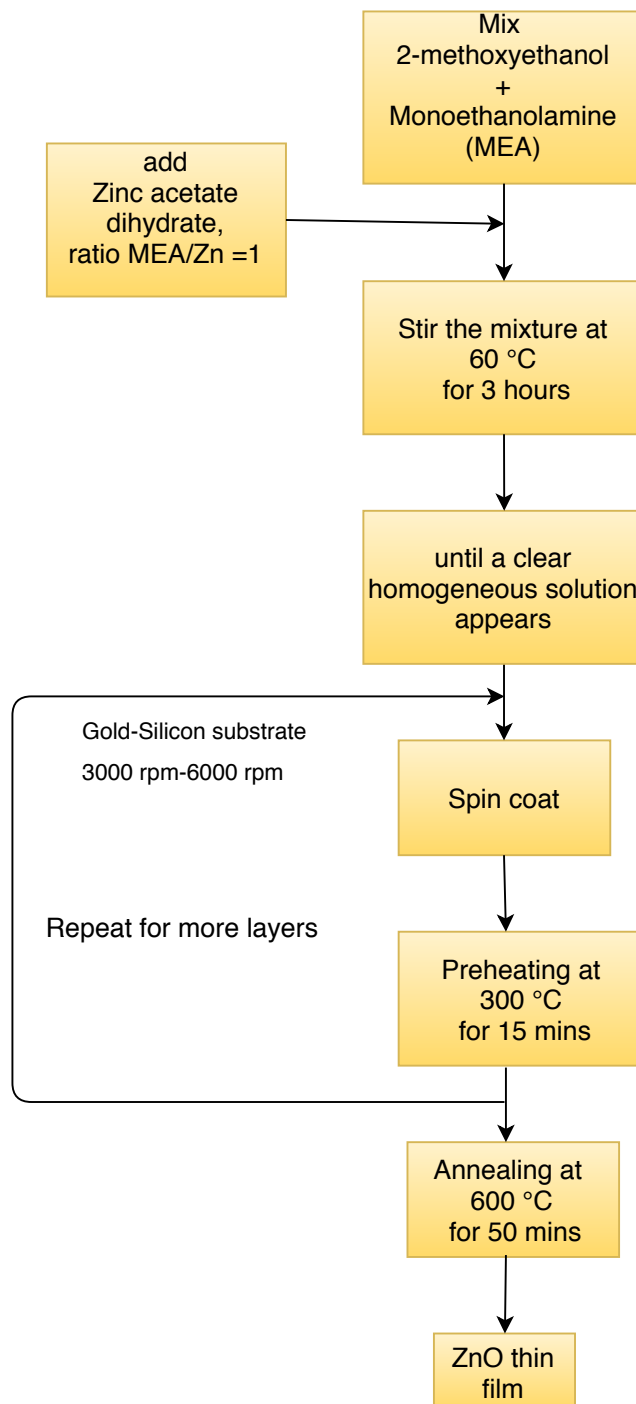 Mix
2-methoxyethanol
+
Monoethanolamine
(MEA)
add
Zinc acetate
dihydrate,
ratio MEA/Zn =1
Stir the mixture at
60 °C
for 3 hours
until a clear
homogeneous solution
appears
Gold-Silicon substrate
3000 rpm-6000 rpm
Spin coat
Repeat for more layers
Preheating at
300 °C
for 15 mins
Annealing at
600 °C
for 50 mins
ZnO thin
film